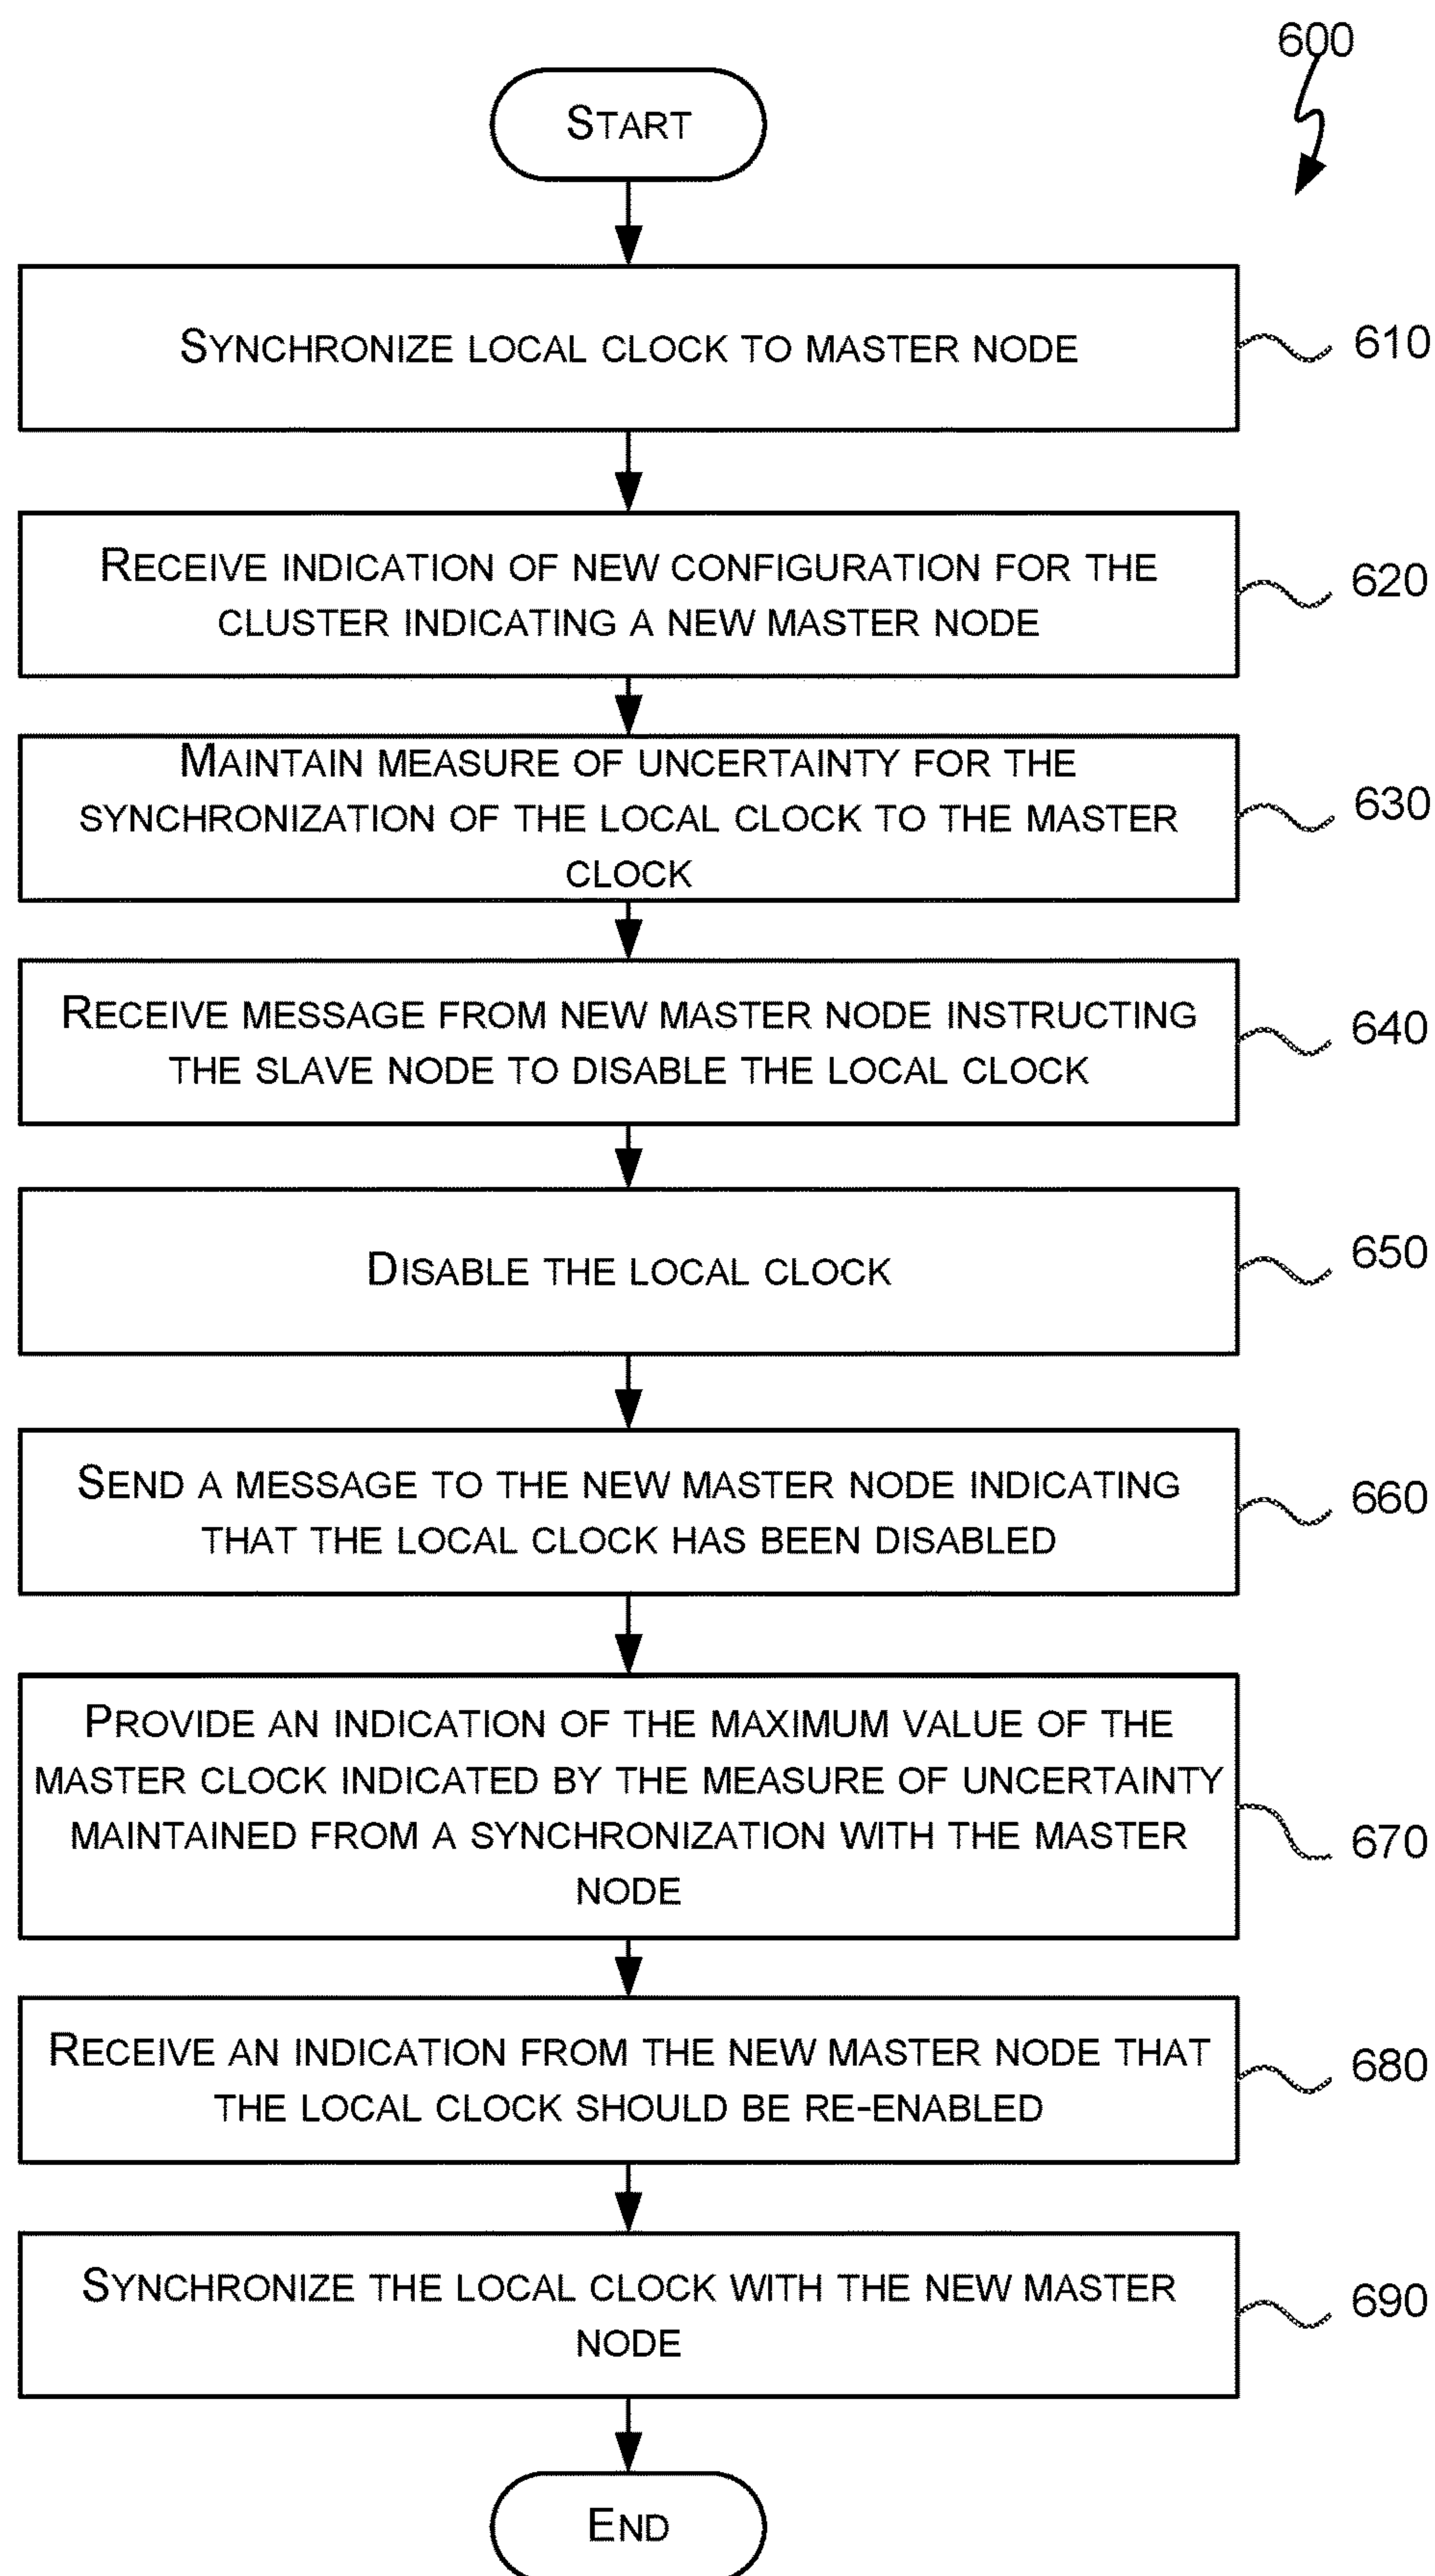 600
START
SYNCHRONIZE LOCAL CLOCK TO MASTER NODE
610
RECEIVE INDICATION OF NEW CONFIGURATION FOR THE
CLUSTER INDICATING A NEW MASTER NODE
620
MAINTAIN MEASURE OF UNCERTAINTY FOR THE
SYNCHRONIZATION OF THE LOCAL CLOCK TO THE MASTER
CLOCK
630
RECEIVE MESSAGE FROM NEW MASTER NODE INSTRUCTING
THE SLAVE NODE TO DISABLE THE LOCAL CLOCK
640
DISABLE THE LOCAL CLOCK
650
SEND A MESSAGE TO THE NEW MASTER NODE INDICATING
THAT THE LOCAL CLOCK HAS BEEN DISABLED
660
PROVIDE AN INDICATION OF THE MAXIMUM VALUE OF THE
MASTER CLOCK INDICATED BY THE MEASURE OF UNCERTAINTY
MAINTAINED FROM A SYNCHRONIZATION WITH THE MASTER
NODE
670
RECEIVE AN INDICATION FROM THE NEW MASTER NODE THAT
THE LOCAL CLOCK SHOULD BE RE-ENABLED
680
SYNCHRONIZE THE LOCAL CLOCK WITH THE NEW MASTER
NODE
690
END